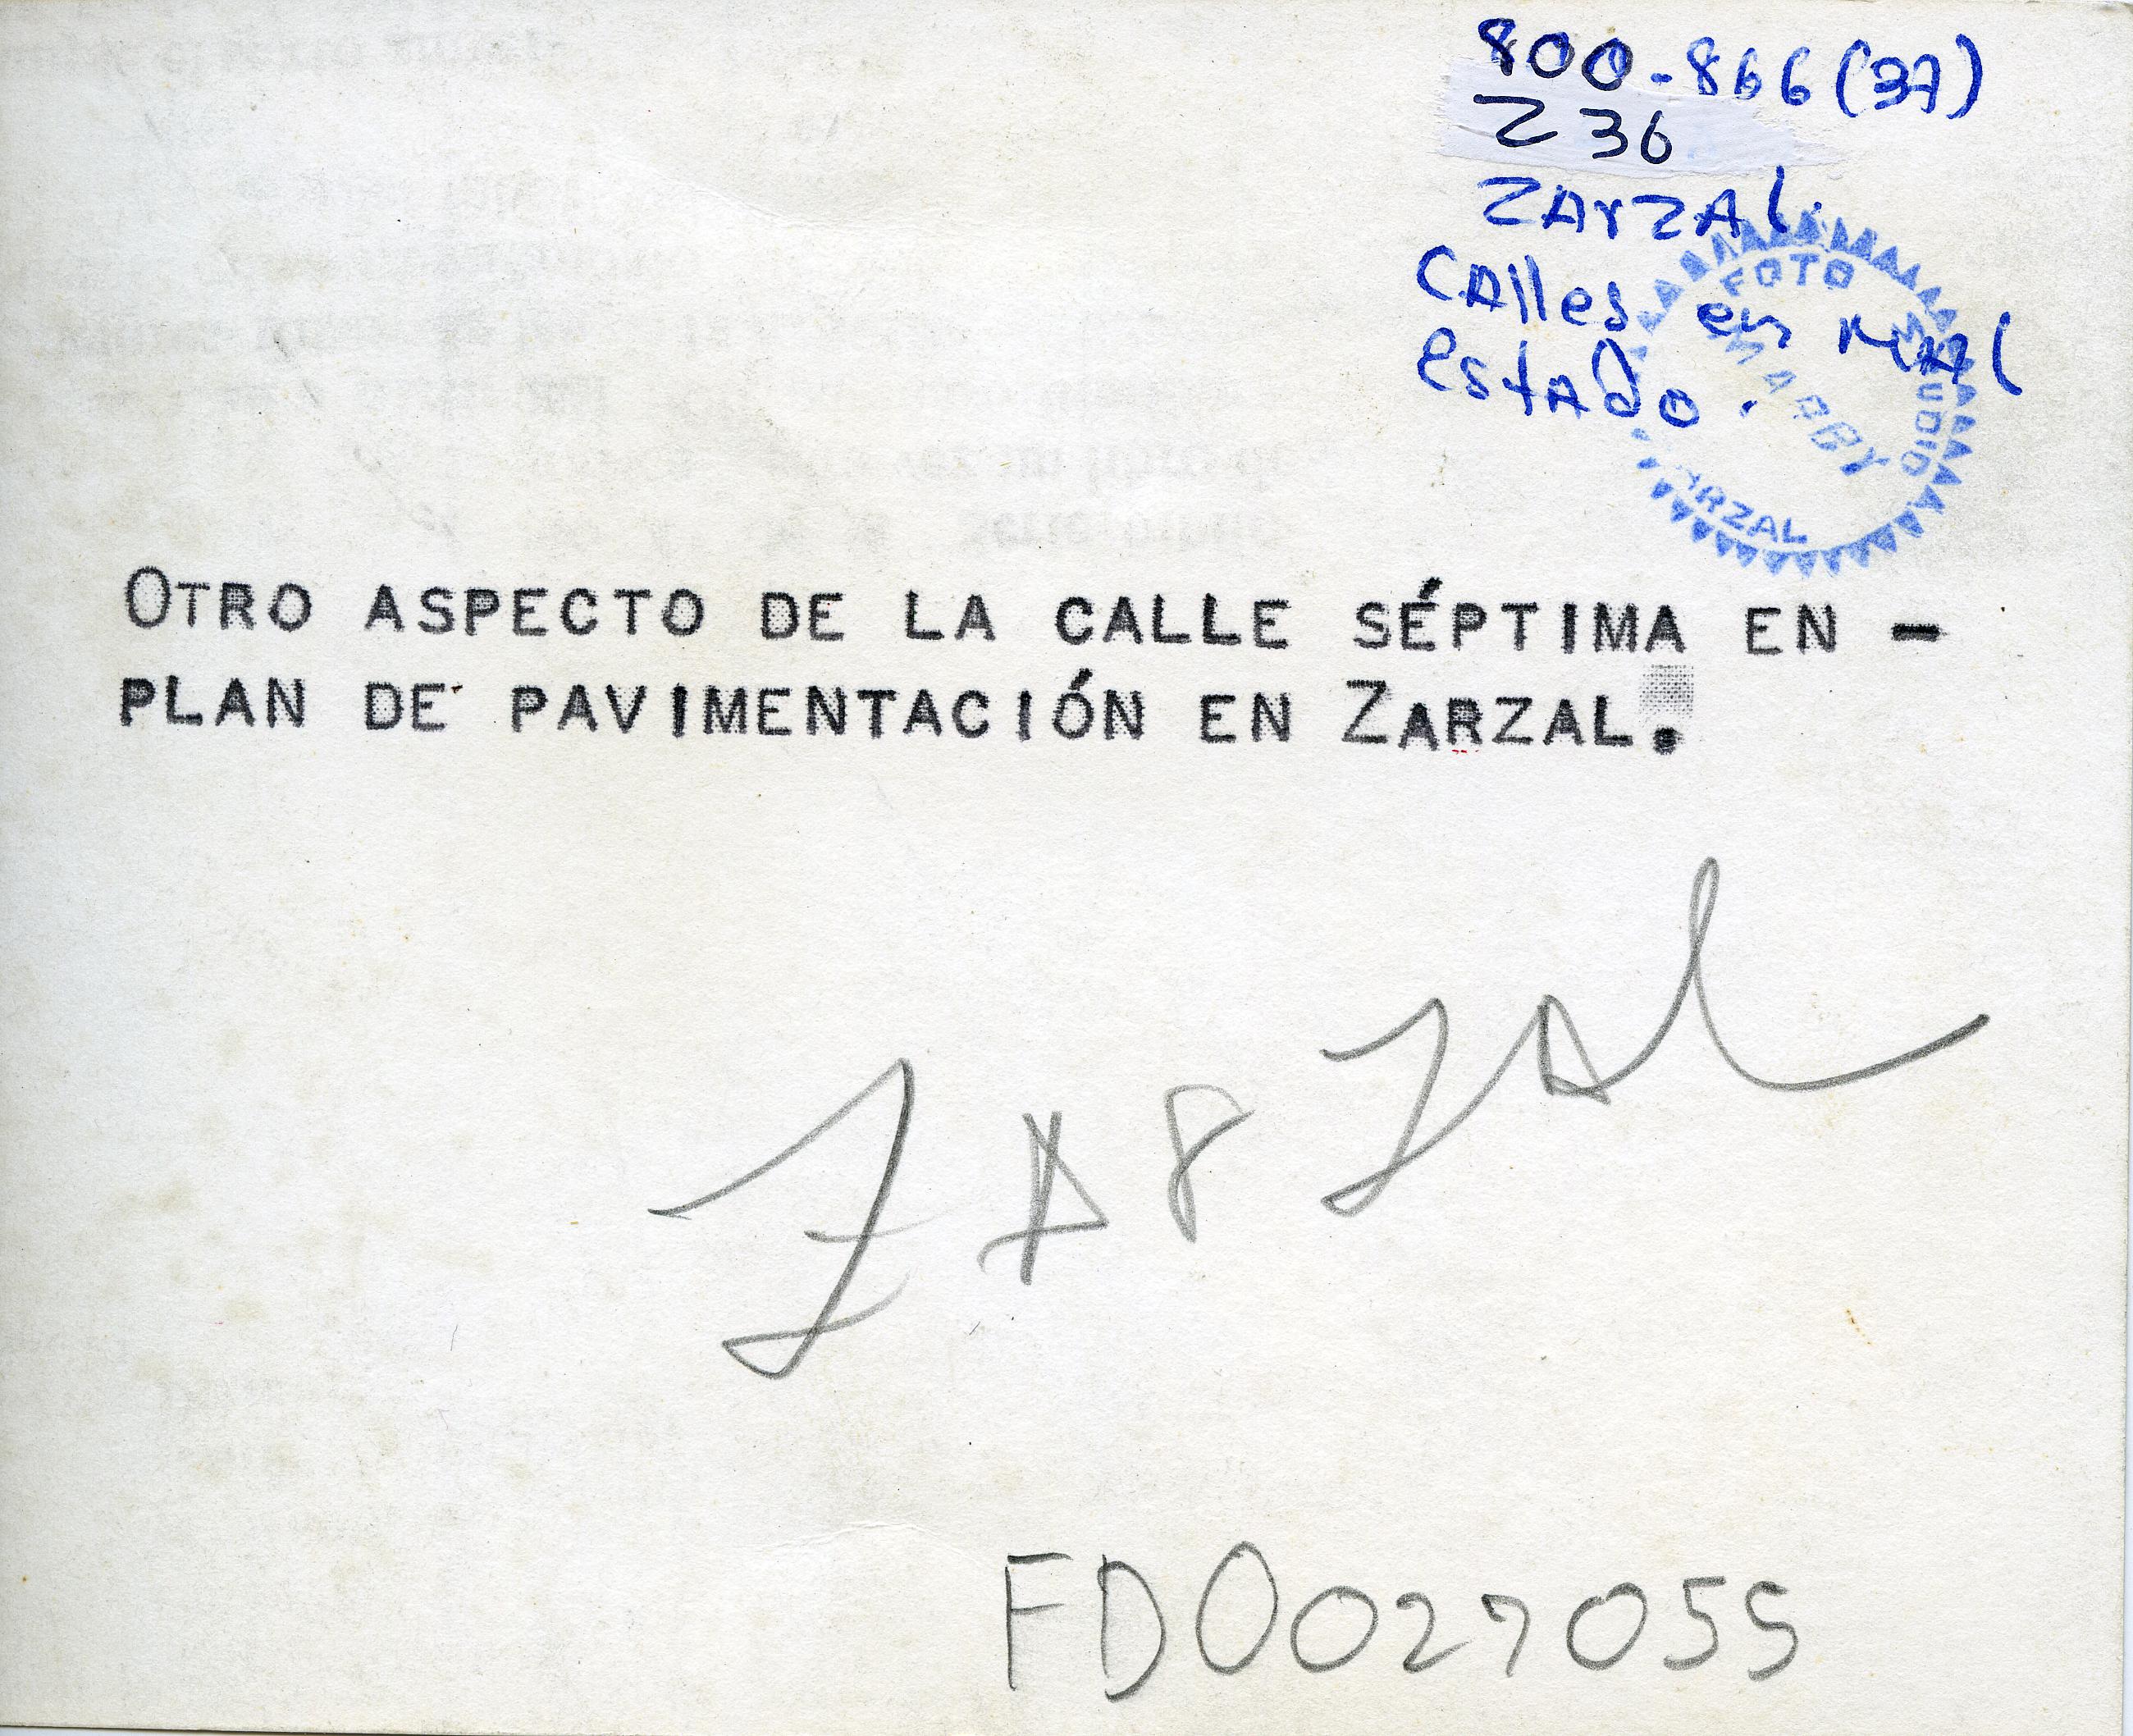 800-866(37)
Z 36
ZArZAl.
CAlles en MAl
estado.
FOTO
ESTUDIO
MARBY
ZARZAL
OTRO ASPECTO DE LA CALLE SÉPTIMA EN -
PLAN DE PAVIMENTACIÓN EN ZARZAL.
ZArZAl
FD0027055